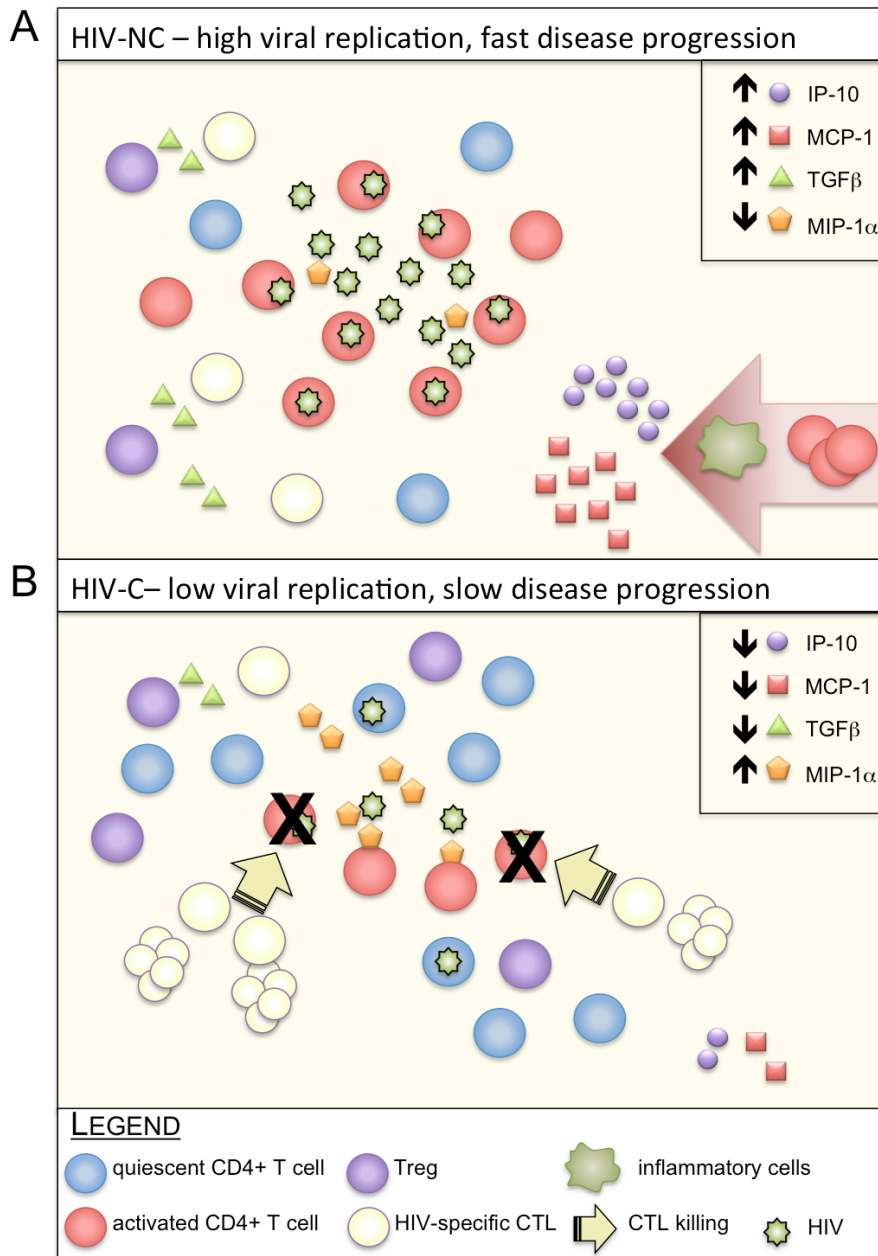 A
HIV-NC – high viral replication, fast disease progression
IP-10
MCP-1
TGFβ
MIP-1α
B
HIV-C– low viral replication, slow disease progression
IP-10
MCP-1
TGFβ
MIP-1α
X
X
LEGEND
quiescent CD4+ T cell
Treg
inflammatory cells
activated CD4+ T cell
HIV-specific CTL
CTL killing
HIV